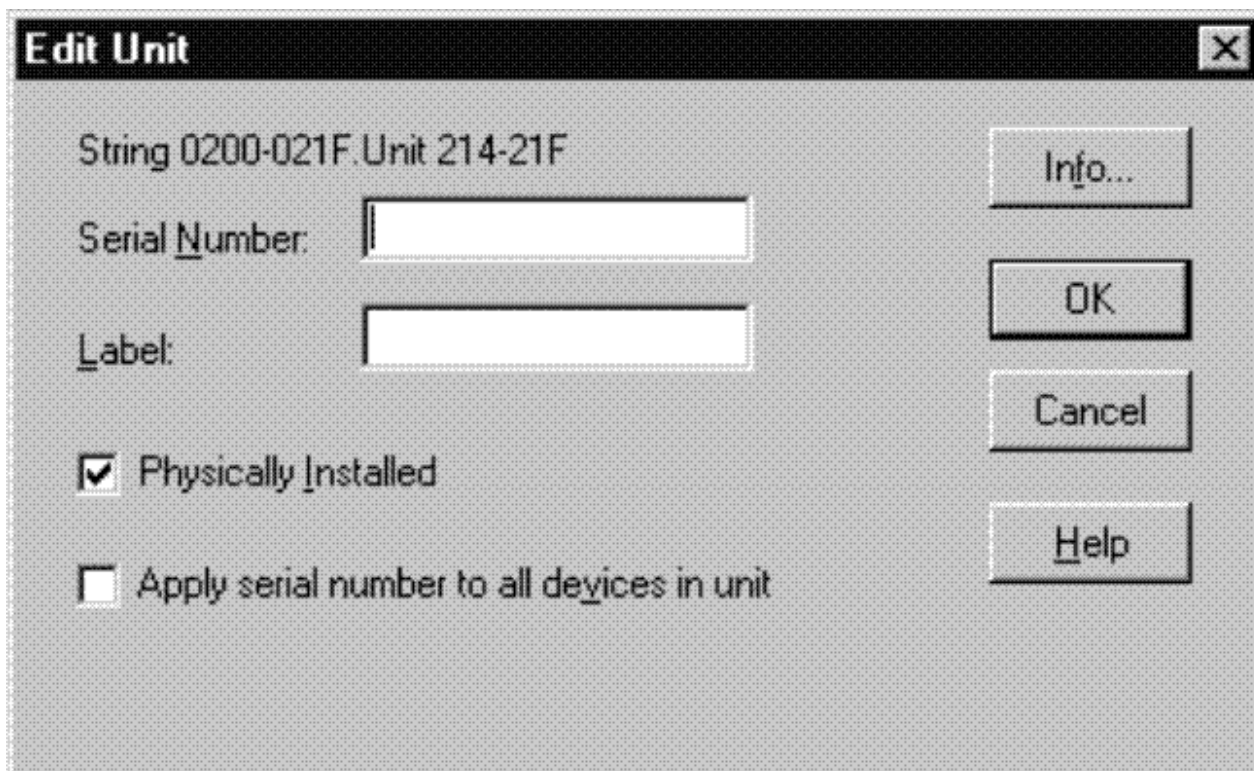 Edit Unit
String 0200-021F.Unit 214-21F
Info...
Serial Number:
OK
Label:
Cancel
Physically Installed
Help
Apply serial number to all devices in unit